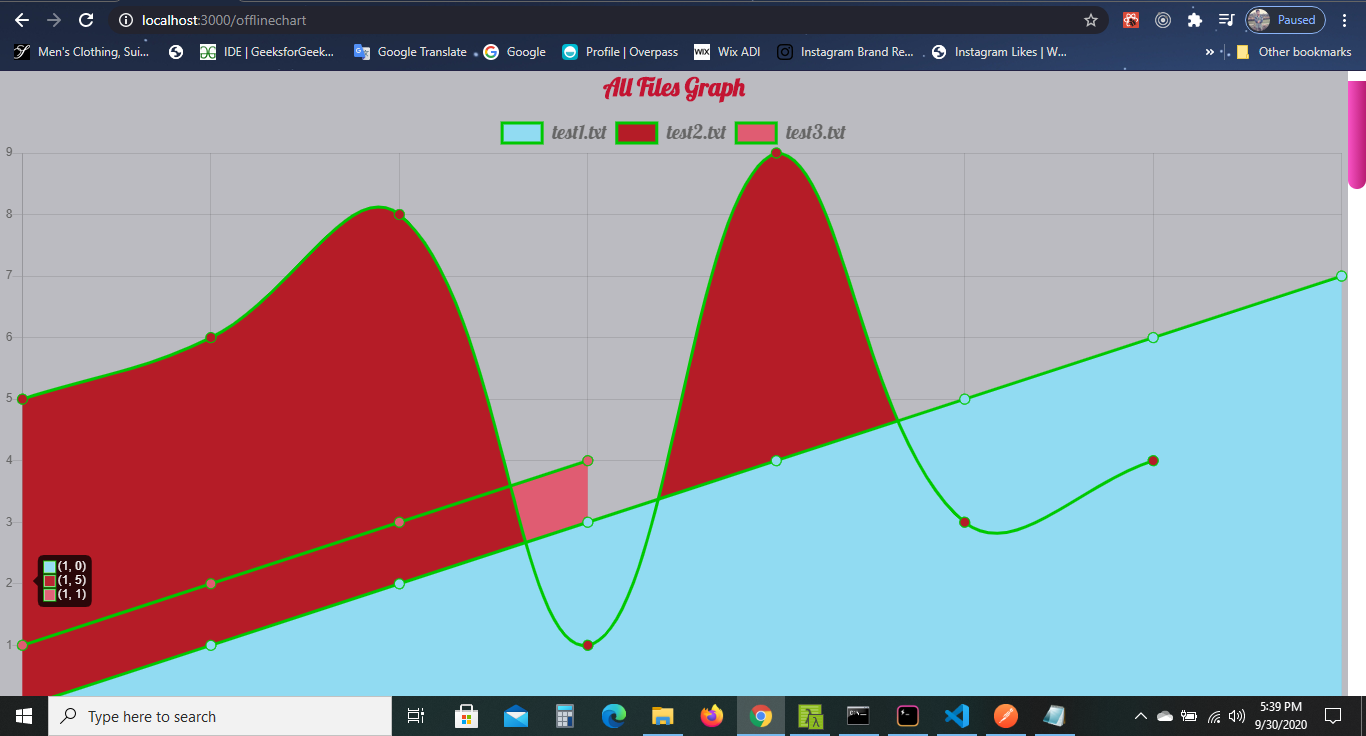 localhost:3000/offlinechart
Paused
Men's Clothing, Sui...
IDE | GeeksforGeek...
Google Translate
Google
Profile | Overpass
WIX
Wix ADI
Instagram Brand Re...
Instagram Likes | W...
»
Other bookmarks
All Files Graph
test1.txt
test2.txt
test3.txt
9
8
7
6
5
4
3
2
1
(1, 0)
(1, 5)
(1, 1)
Type here to search
5:39 PM
9/30/2020